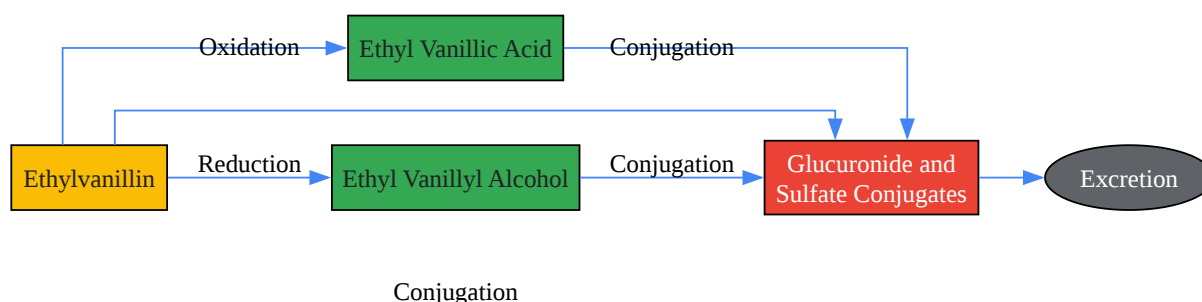 Oxidation
Ethyl Vanillic Acid
Conjugation
Ethylvanillin
Reduction
Ethyl Vanillyl Alcohol
Conjugation
Glucuronide and
Sulfate Conjugates
Excretion
Conjugation